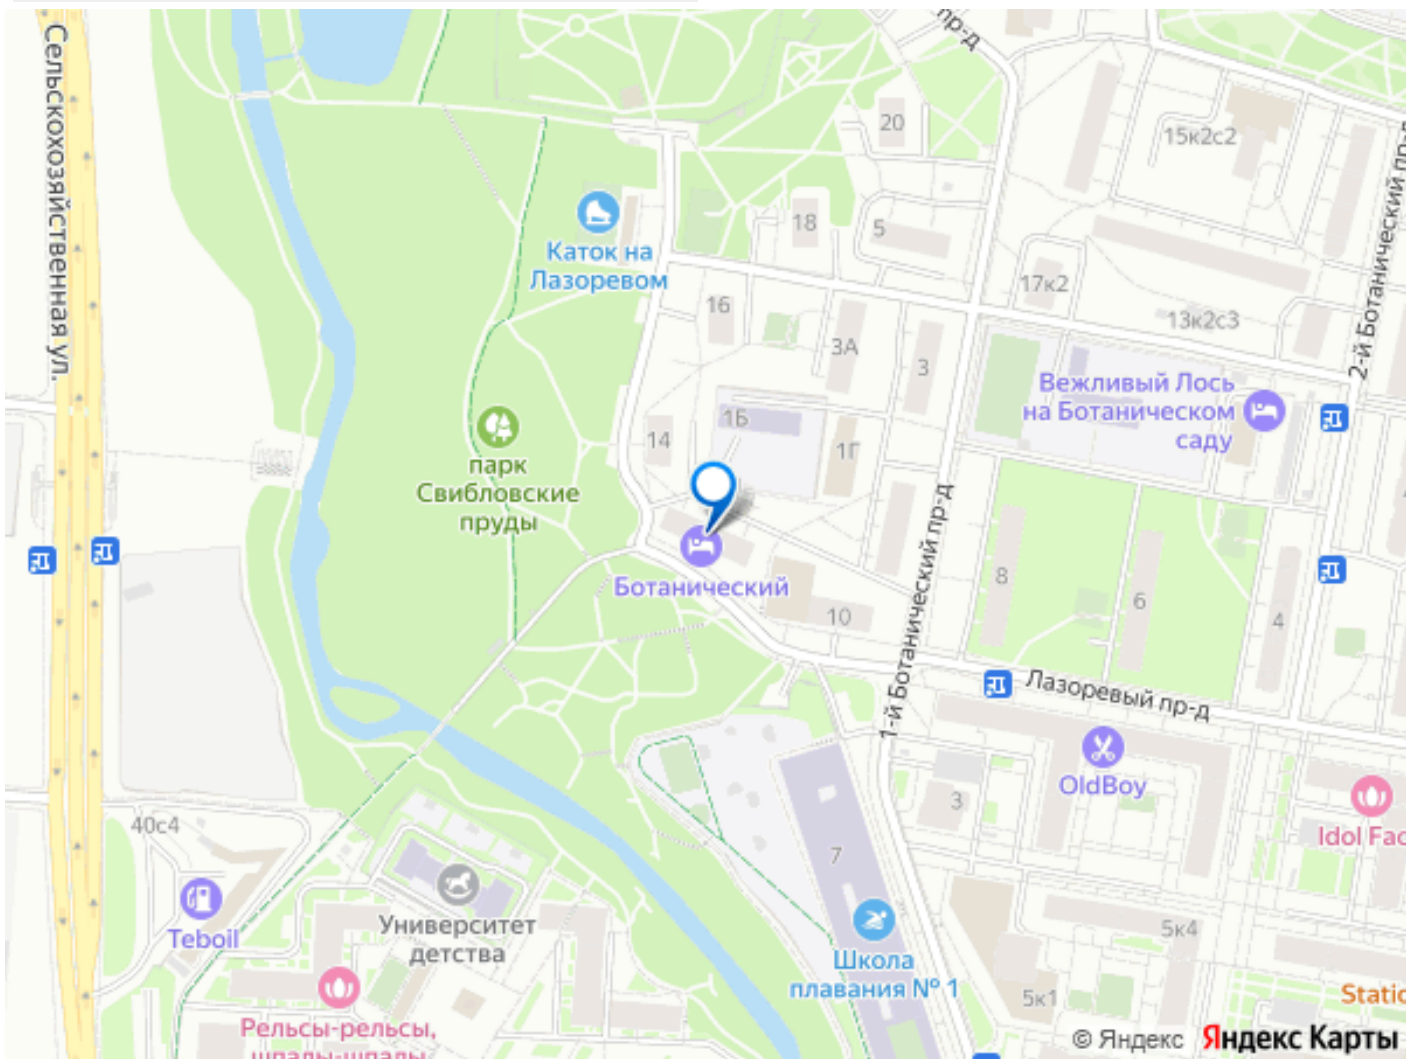 Сельскохозяйственная ул.
пр-д
20
15к2с2
2-й Ботанический пр-д
Каток на
Лазоревом
18
5
17к2
13к2с3
16
3А
3
1Б
14
1Г
Вежливый Лось
на Ботаническом
саду
парк
Свибловские
пруды
1-й Ботанический пр-д
Ботанический
8
6
4
10
Лазоревый пр-д
OldBoy
3
Idol Fac
40с4
7
Teboil
Университет
детства
5к4
Школа
плавания № 1
5к1
Static
Рельсы-рельсы,
шпалы-шпалы
© Яндекс Яндекс Карты